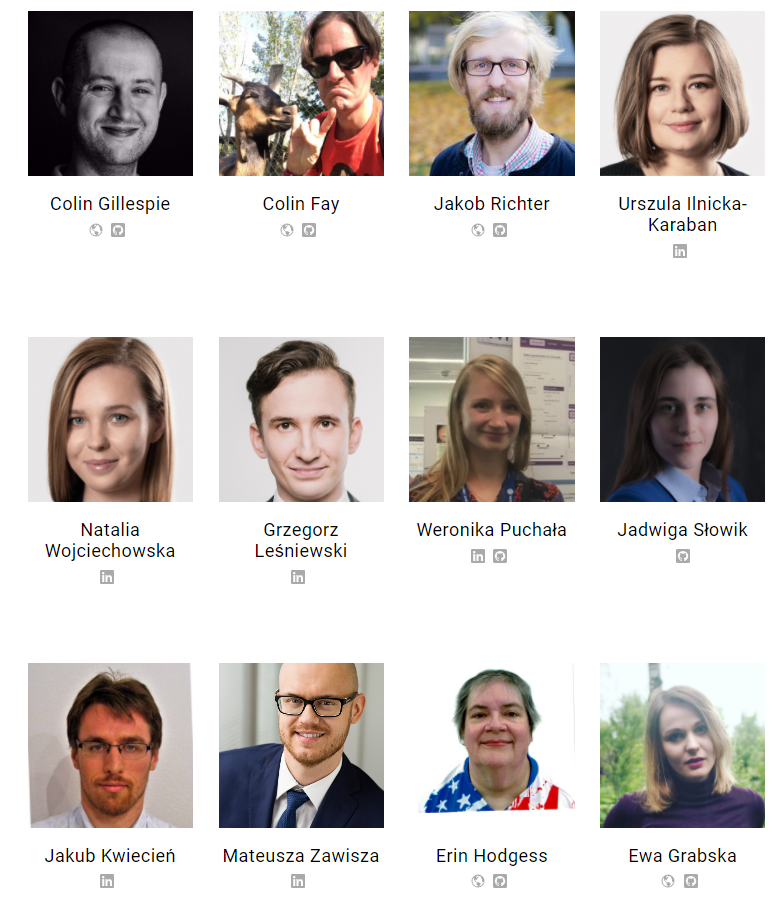 Colin Gillespie
Colin Fay
Jakob Richter
Urszula Ilnicka-
Karaban
Natalia
Wojciechowska
Grzegorz
Leśniewski
Weronika Puchała
Jadwiga Słowik
Jakub Kwiecień
Mateusza Zawisza
Erin Hodgess
Ewa Grabska